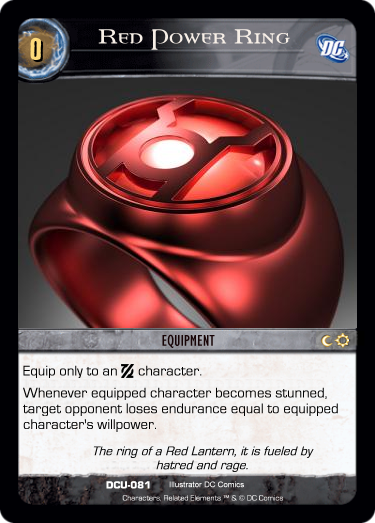 0
Red Power Ring
DC
EQUIPMENT
Equip only to an character.
Whenever equipped character becomes stunned,
target opponent loses endurance equal to equipped
character's willpower.
The ring of a Red Lantern, it is fueled by
hatred and rage.
DCU-081 Illustrator DC Comics
Characters, Related Elements ™ & © DC Comics